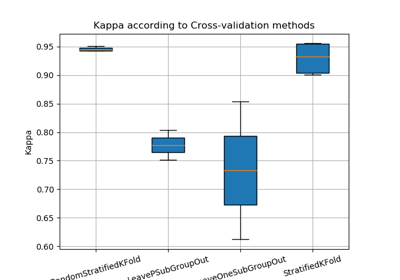 Kappa according to Cross-validation methods
0.95
0.90
0.85
0.80
0.75
0.70
0.65
0.60
Kappa
LeavePSubGroupOut
StratifiedKFold